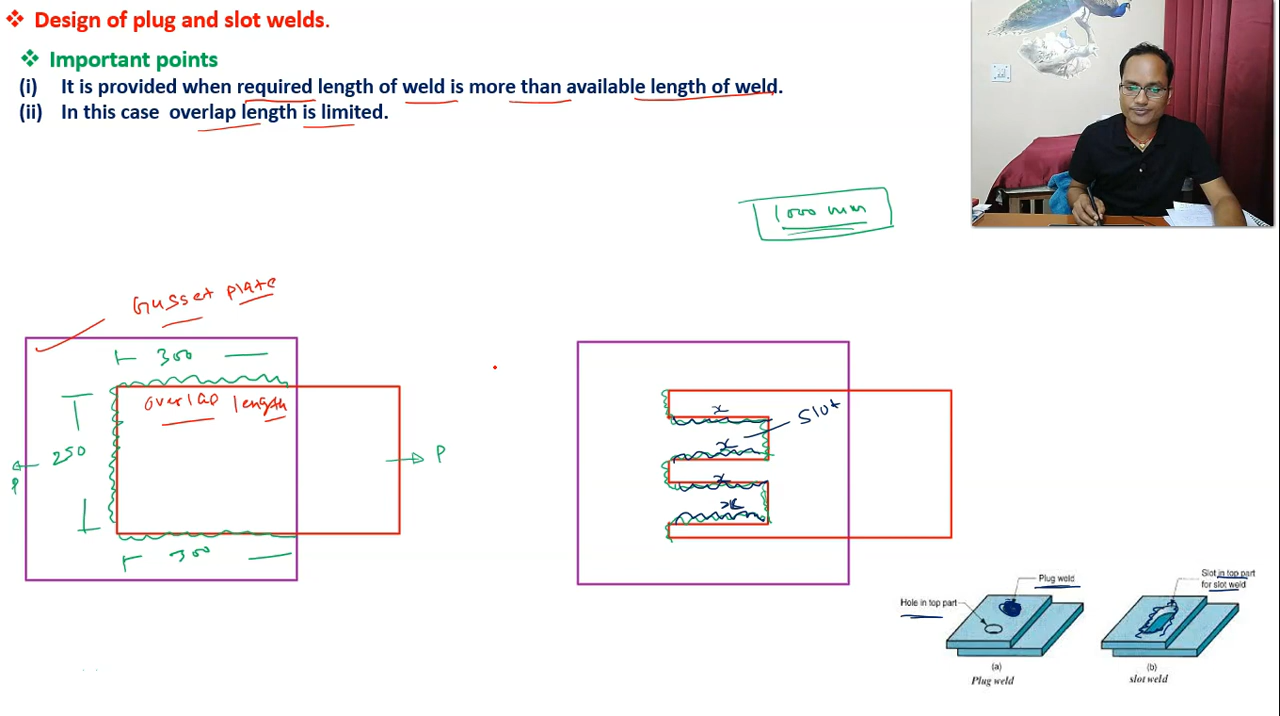 ❖ Design of plug and slot welds.
❖ Important points
(i) It is provided when required length of weld is more than available length of weld.
(ii) In this case overlap length is limited.
1000 mm
Gusset plate
300
overlap length
250
P
P
300
x
Slot
x
x
x
Plug weld
Hole in top part
(a)
Plug weld
Slot in top part
for slot weld
(b)
slot weld